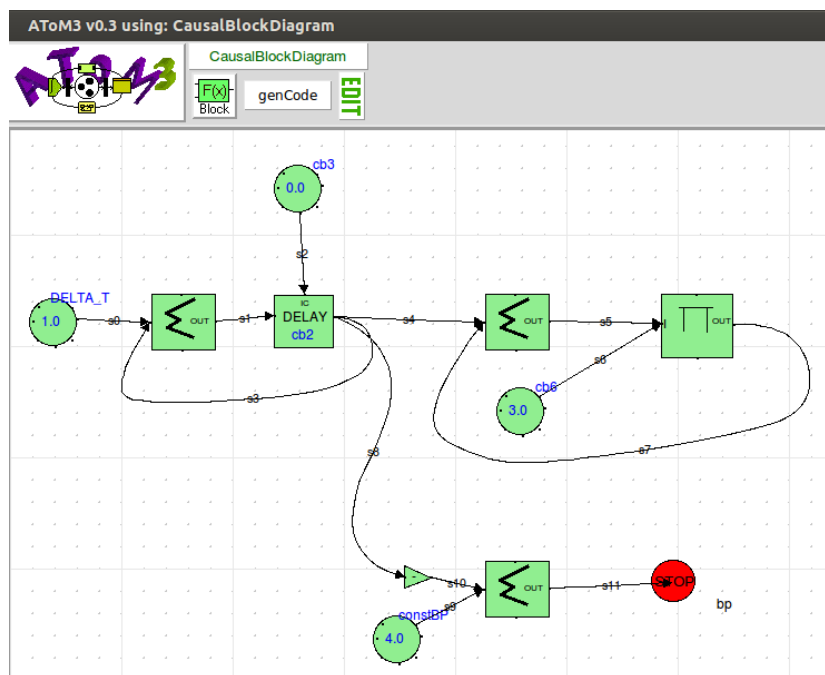 AToM3 v0.3 using: CausalBlockDiagram
AToM3
CausalBlockDiagram
F(x)
Block
genCode
EDIT
cb3
0.0
s2
DELTA_T
1.0
s0
OUT
s1
IC
DELAY
cb2
s4
OUT
s5
I
OUT
s6
s3
cb6
3.0
s7
s8
-
s10
OUT
s11
STOP
bp
s9
constBP
4.0